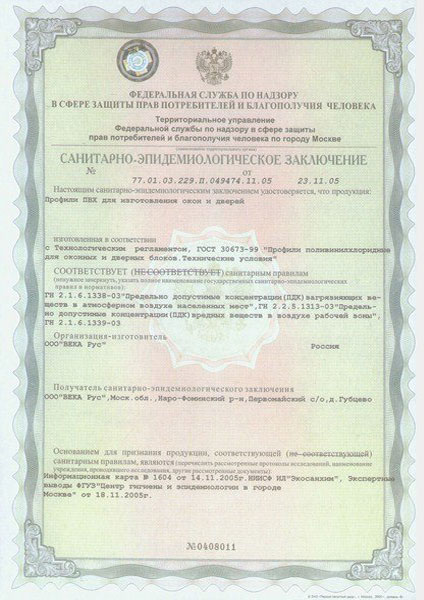 ФЕДЕРАЛЬНАЯ СЛУЖБА ПО НАДЗОРУ
В СФЕРЕ ЗАЩИТЫ ПРАВ ПОТРЕБИТЕЛЕЙ И БЛАГОПОЛУЧИЯ ЧЕЛОВЕКА
Территориальное управление
Федеральной службы по надзору в сфере защиты
прав потребителей и благополучия человека по городу Москве
САНИТАРНО-ЭПИДЕМИОЛОГИЧЕСКОЕ ЗАКЛЮЧЕНИЕ
№ 77.01.03.229.П.049474.11.05 от 23.11.05
Настоящим санитарно-эпидемиологическим заключением удостоверяется, что продукция:
Профили ПВХ для изготовления окон и дверей
изготовленная в соответствии
с Технологическим регламентом, ГОСТ 30673-99 "Профили поливинилхлоридные
для оконных и дверных блоков.Технические условия"
СООТВЕТСТВУЕТ (НЕ СООТВЕТСТВУЕТ) санитарным правилам
(ненужное зачеркнуть, указать полное наименование государственных санитарно-эпидемиологических
правил и нормативов):
ГН 2.1.6.1338-03"Предельно допустимые концентрации(ПДК)загрязняющих ве-
ществ в атмосферном воздухе населенных мест",ГН 2.2.5.1313-03"Предель-
но допустимые концентрации(ПДК)вредных веществ в воздухе рабочей зоны",
ГН 2.1.6.1339-03
Организация-изготовитель
ООО"ВЕКА Рус" Россия
Получатель санитарно-эпидемиологического заключения
ООО"ВЕКА Рус",Моск.обл.,Наро-Фоминский р-н,Первомайский с/о,д.Губцево
Основанием для признания продукции, соответствующей (не соответствующей)
санитарным правилам, являются (перечислить рассмотренные протоколы исследований, наименование
учреждения, проводившего исследования, другие рассмотренные документы):
Информационная карта № 1604 от 14.11.2005г.НИИСФ ИЛ"Экосанхим", Экспертные
выводы ФГУЗ"Центр гигиены и эпидемиологии в городе
Москве" от 18.11.2005г.
№0408011